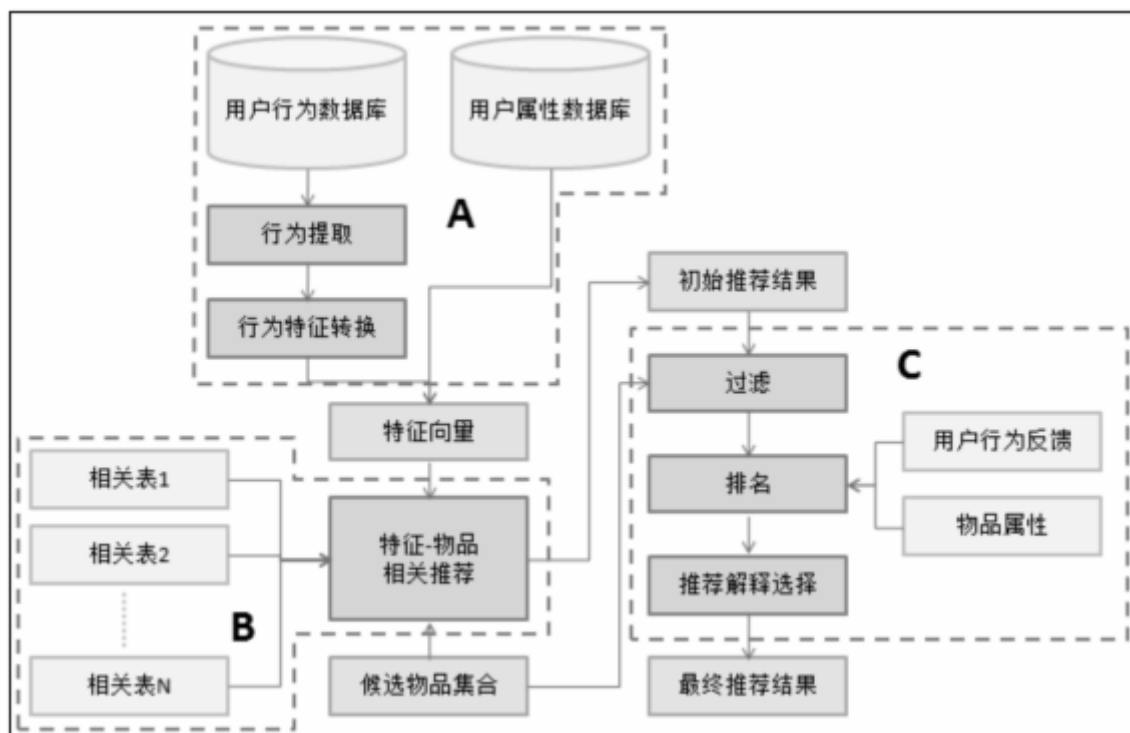 用户行为数据库
用户属性数据库
A
行为提取
行为特征转换
初始推荐结果
过滤
C
特征向量
用户行为反馈
相关表1
排名
物品属性
相关表2
特征-物品
相关推荐
推荐解释选择
B
相关表N
候选物品集合
最终推荐结果